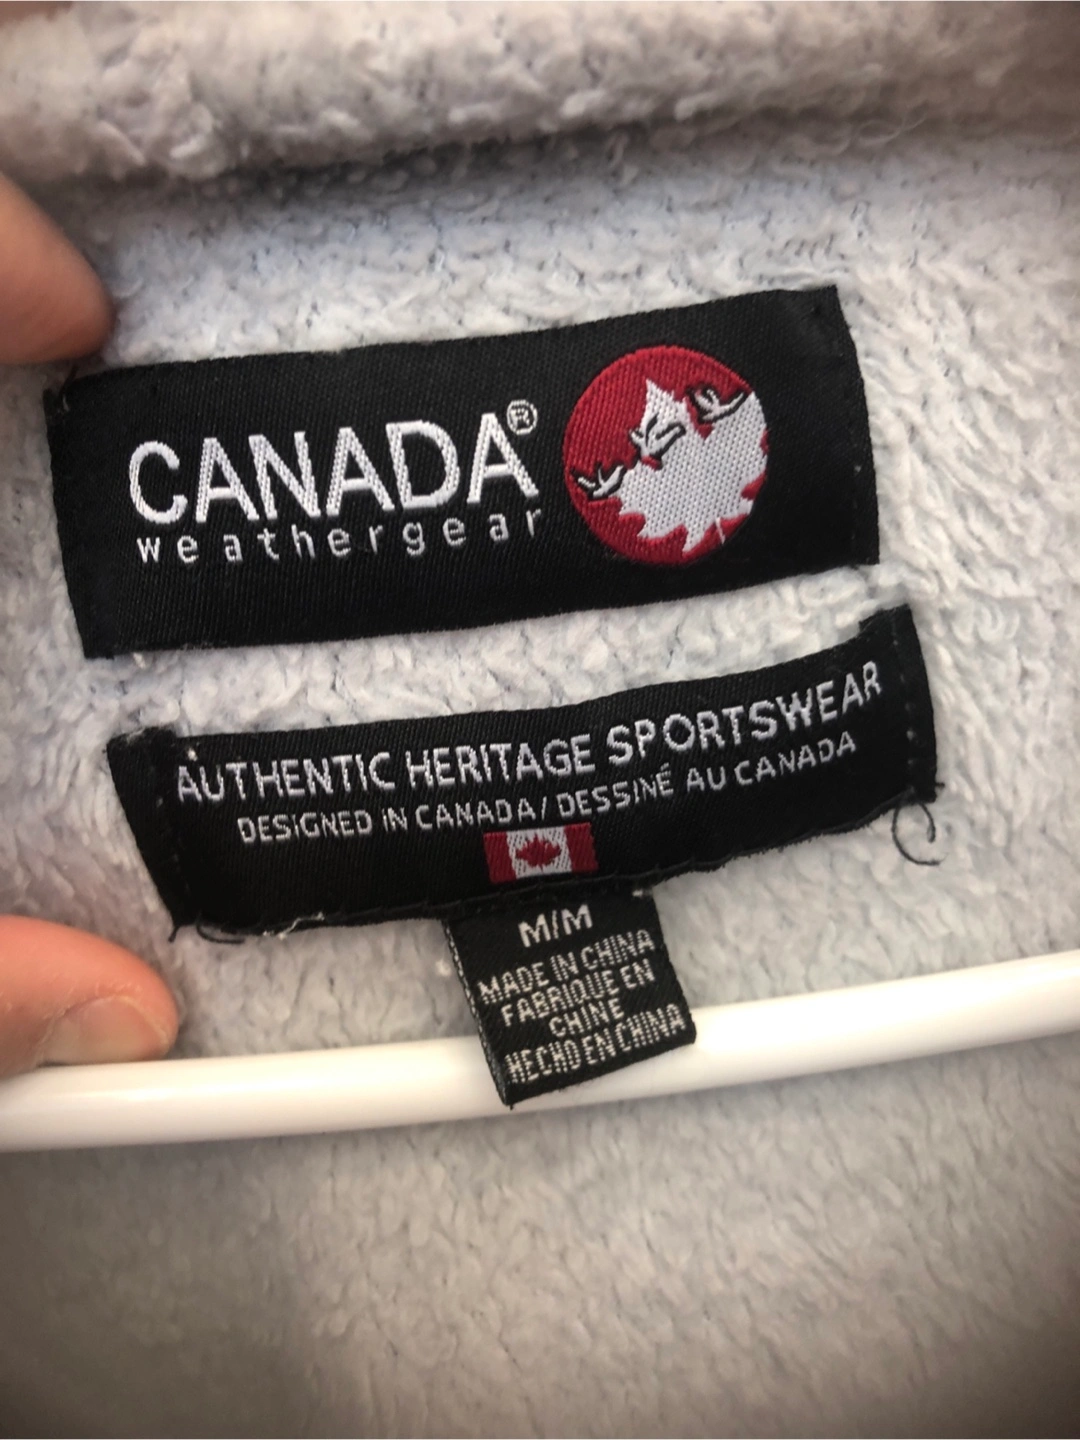 CANADA®
weathergear
AUTHENTIC HERITAGE SPORTSWEAR
DESIGNED IN CANADA/DESSINÉ AU CANADA
M/M
MADE IN CHINA
FABRIQUE EN
CHINE
HECHO EN CHINA